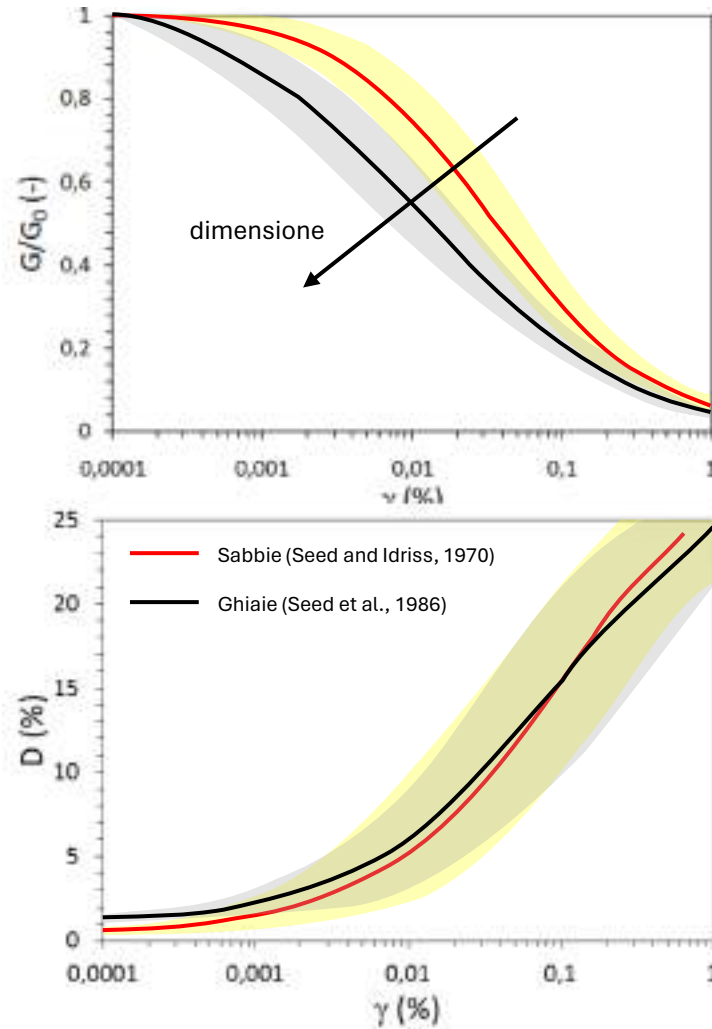 1
0,8
0,6
0,4
0,2
0
G/G₀ (-)
dimensione
0,0001 0,001 0,01 0,1 1
γ (%)
25
20
15
10
5
0
D (%)
Sabbie (Seed and Idriss, 1970)
Ghiaie (Seed et al., 1986)
0,0001 0,001 0,01 0,1 1
γ (%)